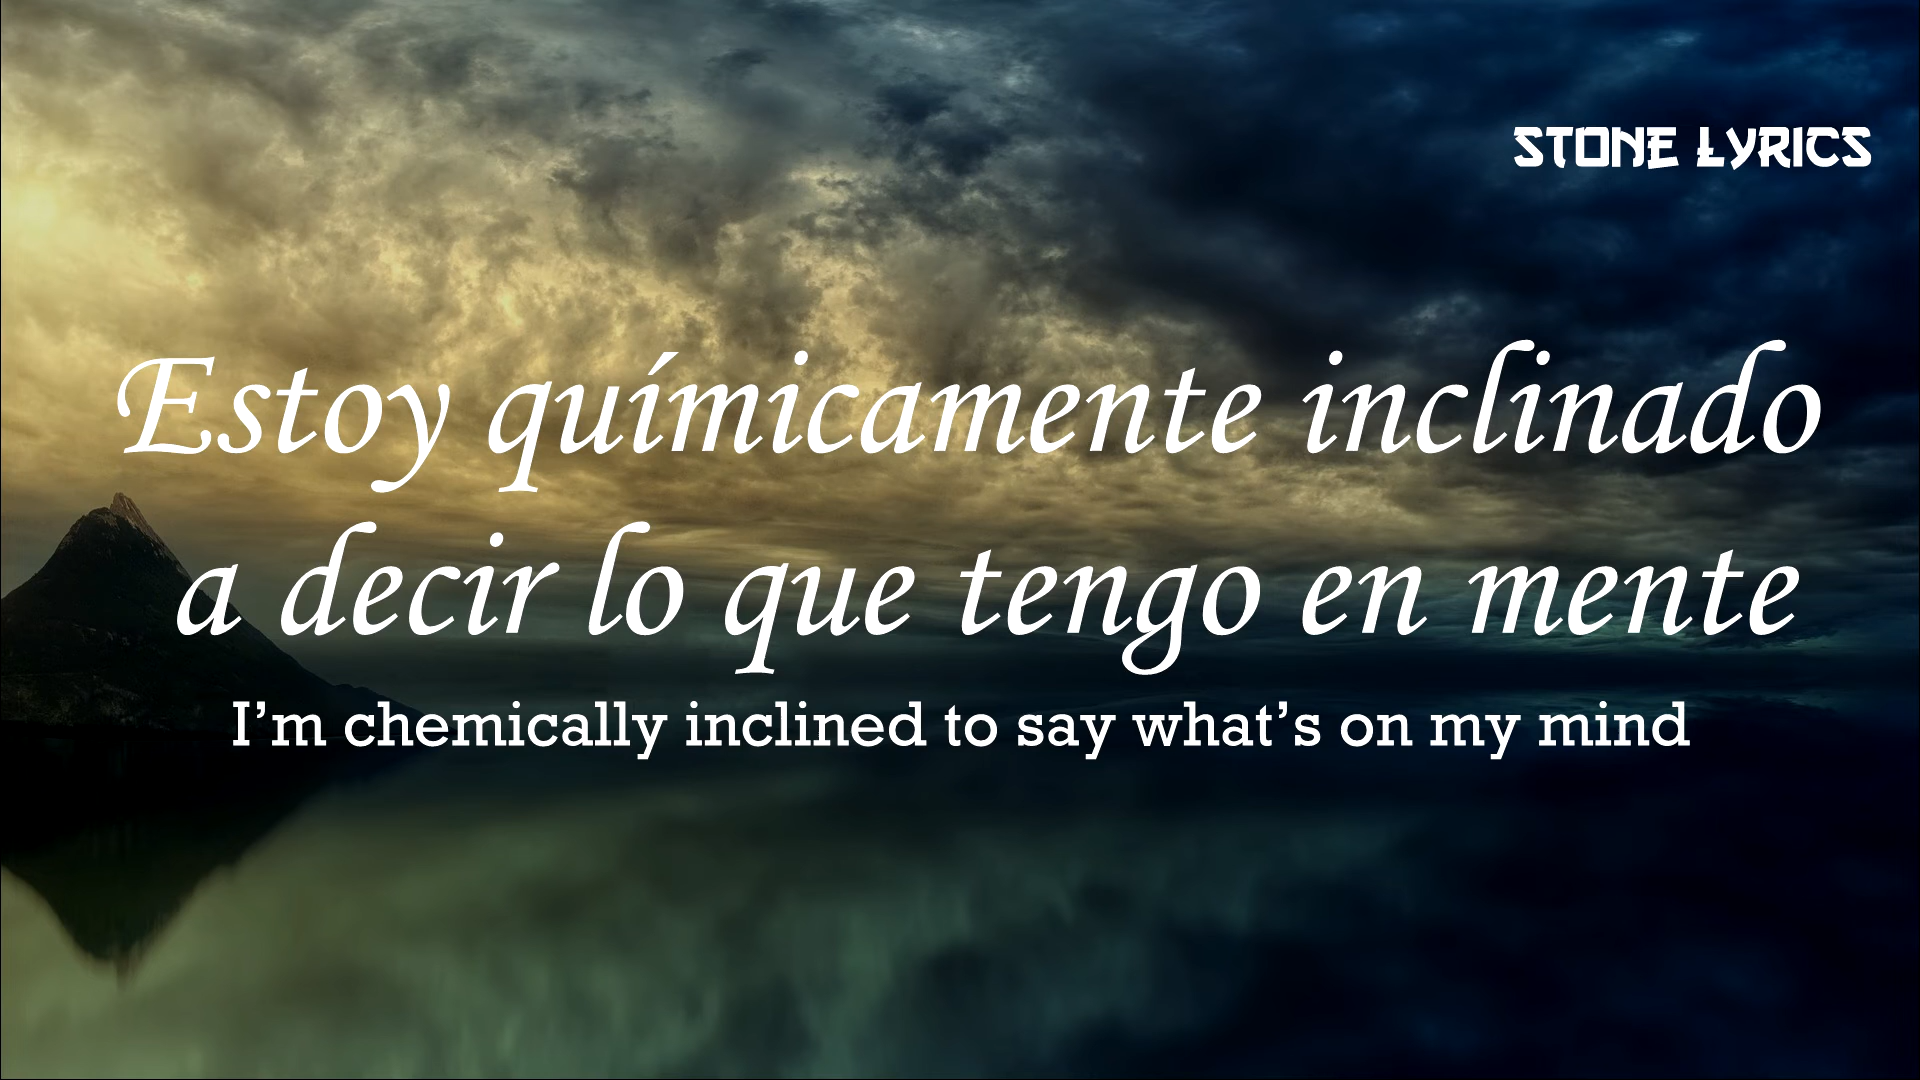 STONE LYRICS
Estoy químicamente inclinado
a decir lo que tengo en mente
I’m chemically inclined to say what’s on my mind